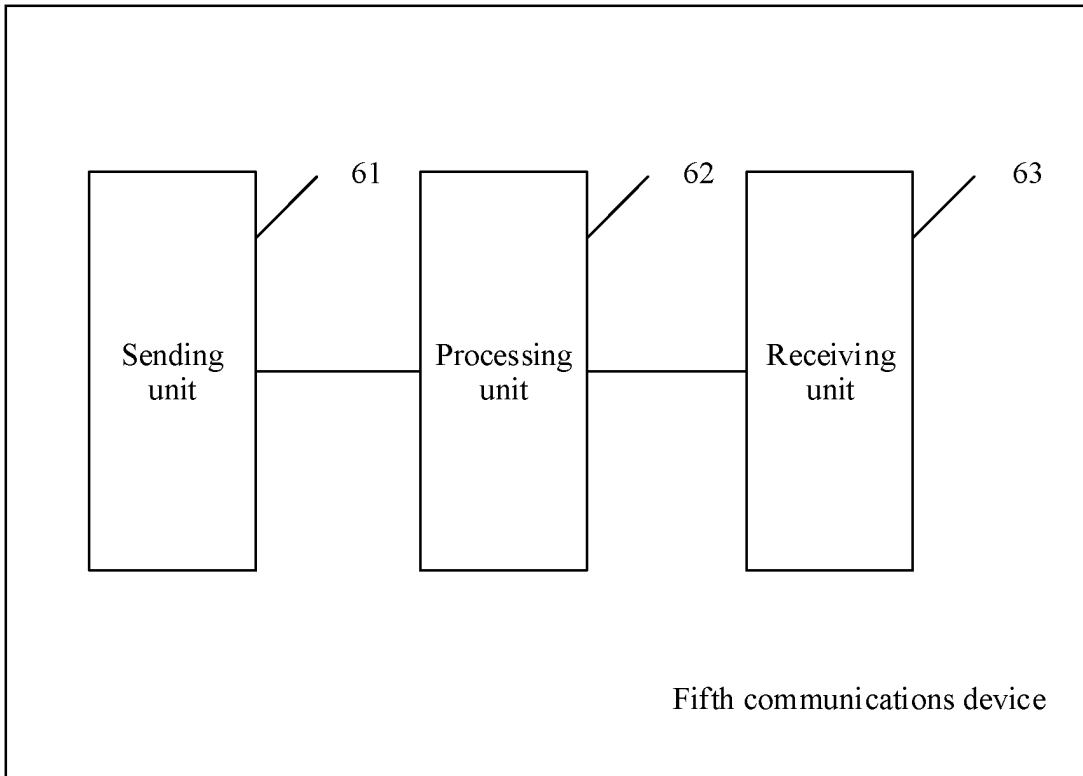 61
62
63
Sending
unit
Processing
unit
Receiving
unit
Fifth communications device